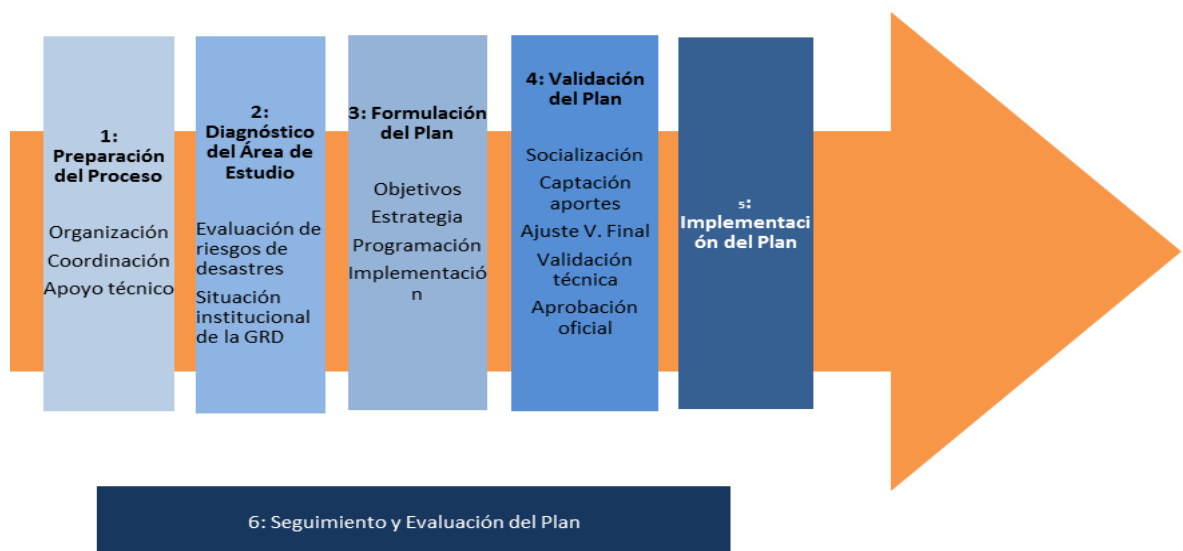 1:
Preparación
del Proceso
Organización
Coordinación
Apoyo técnico
2:
Diagnóstico
del Área de
Estudio
Evaluación de
riesgos de
desastres
Situación
institucional
de la GRD
3: Formulación
del Plan
Objetivos
Estrategia
Programación
Implementació
n
4: Validación
del Plan
Socialización
Captación
aportes
Ajuste V. Final
Validación
técnica
Aprobación
oficial
5:
Implementaci
ón del Plan
6: Seguimiento y Evaluación del Plan